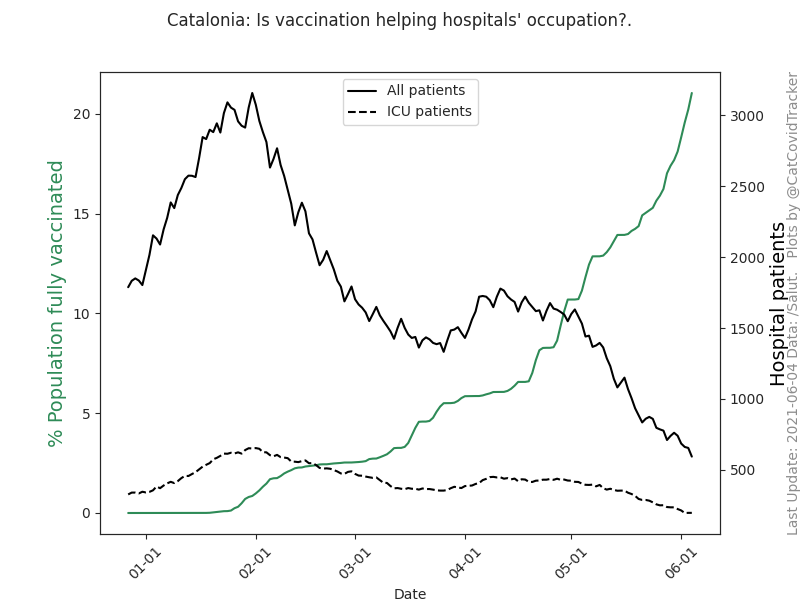 Catalonia: Is vaccination helping hospitals' occupation?.
All patients
ICU patients
% Population fully vaccinated
20
15
10
5
0
3000
2500
2000
1500
1000
500
Hospital patients
Last Update: 2021-06-04 Data: /Salut. Plots by @CatCovidTracker
01-01
02-01
03-01
04-01
05-01
06-01
Date